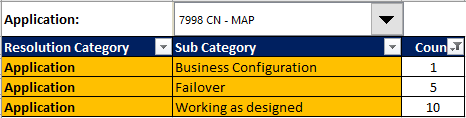 Application: 7998 CN - MAP
Resolution Category Sub Category Coun
Application Business Configuration 1
Application Failover 5
Application Working as designed 10